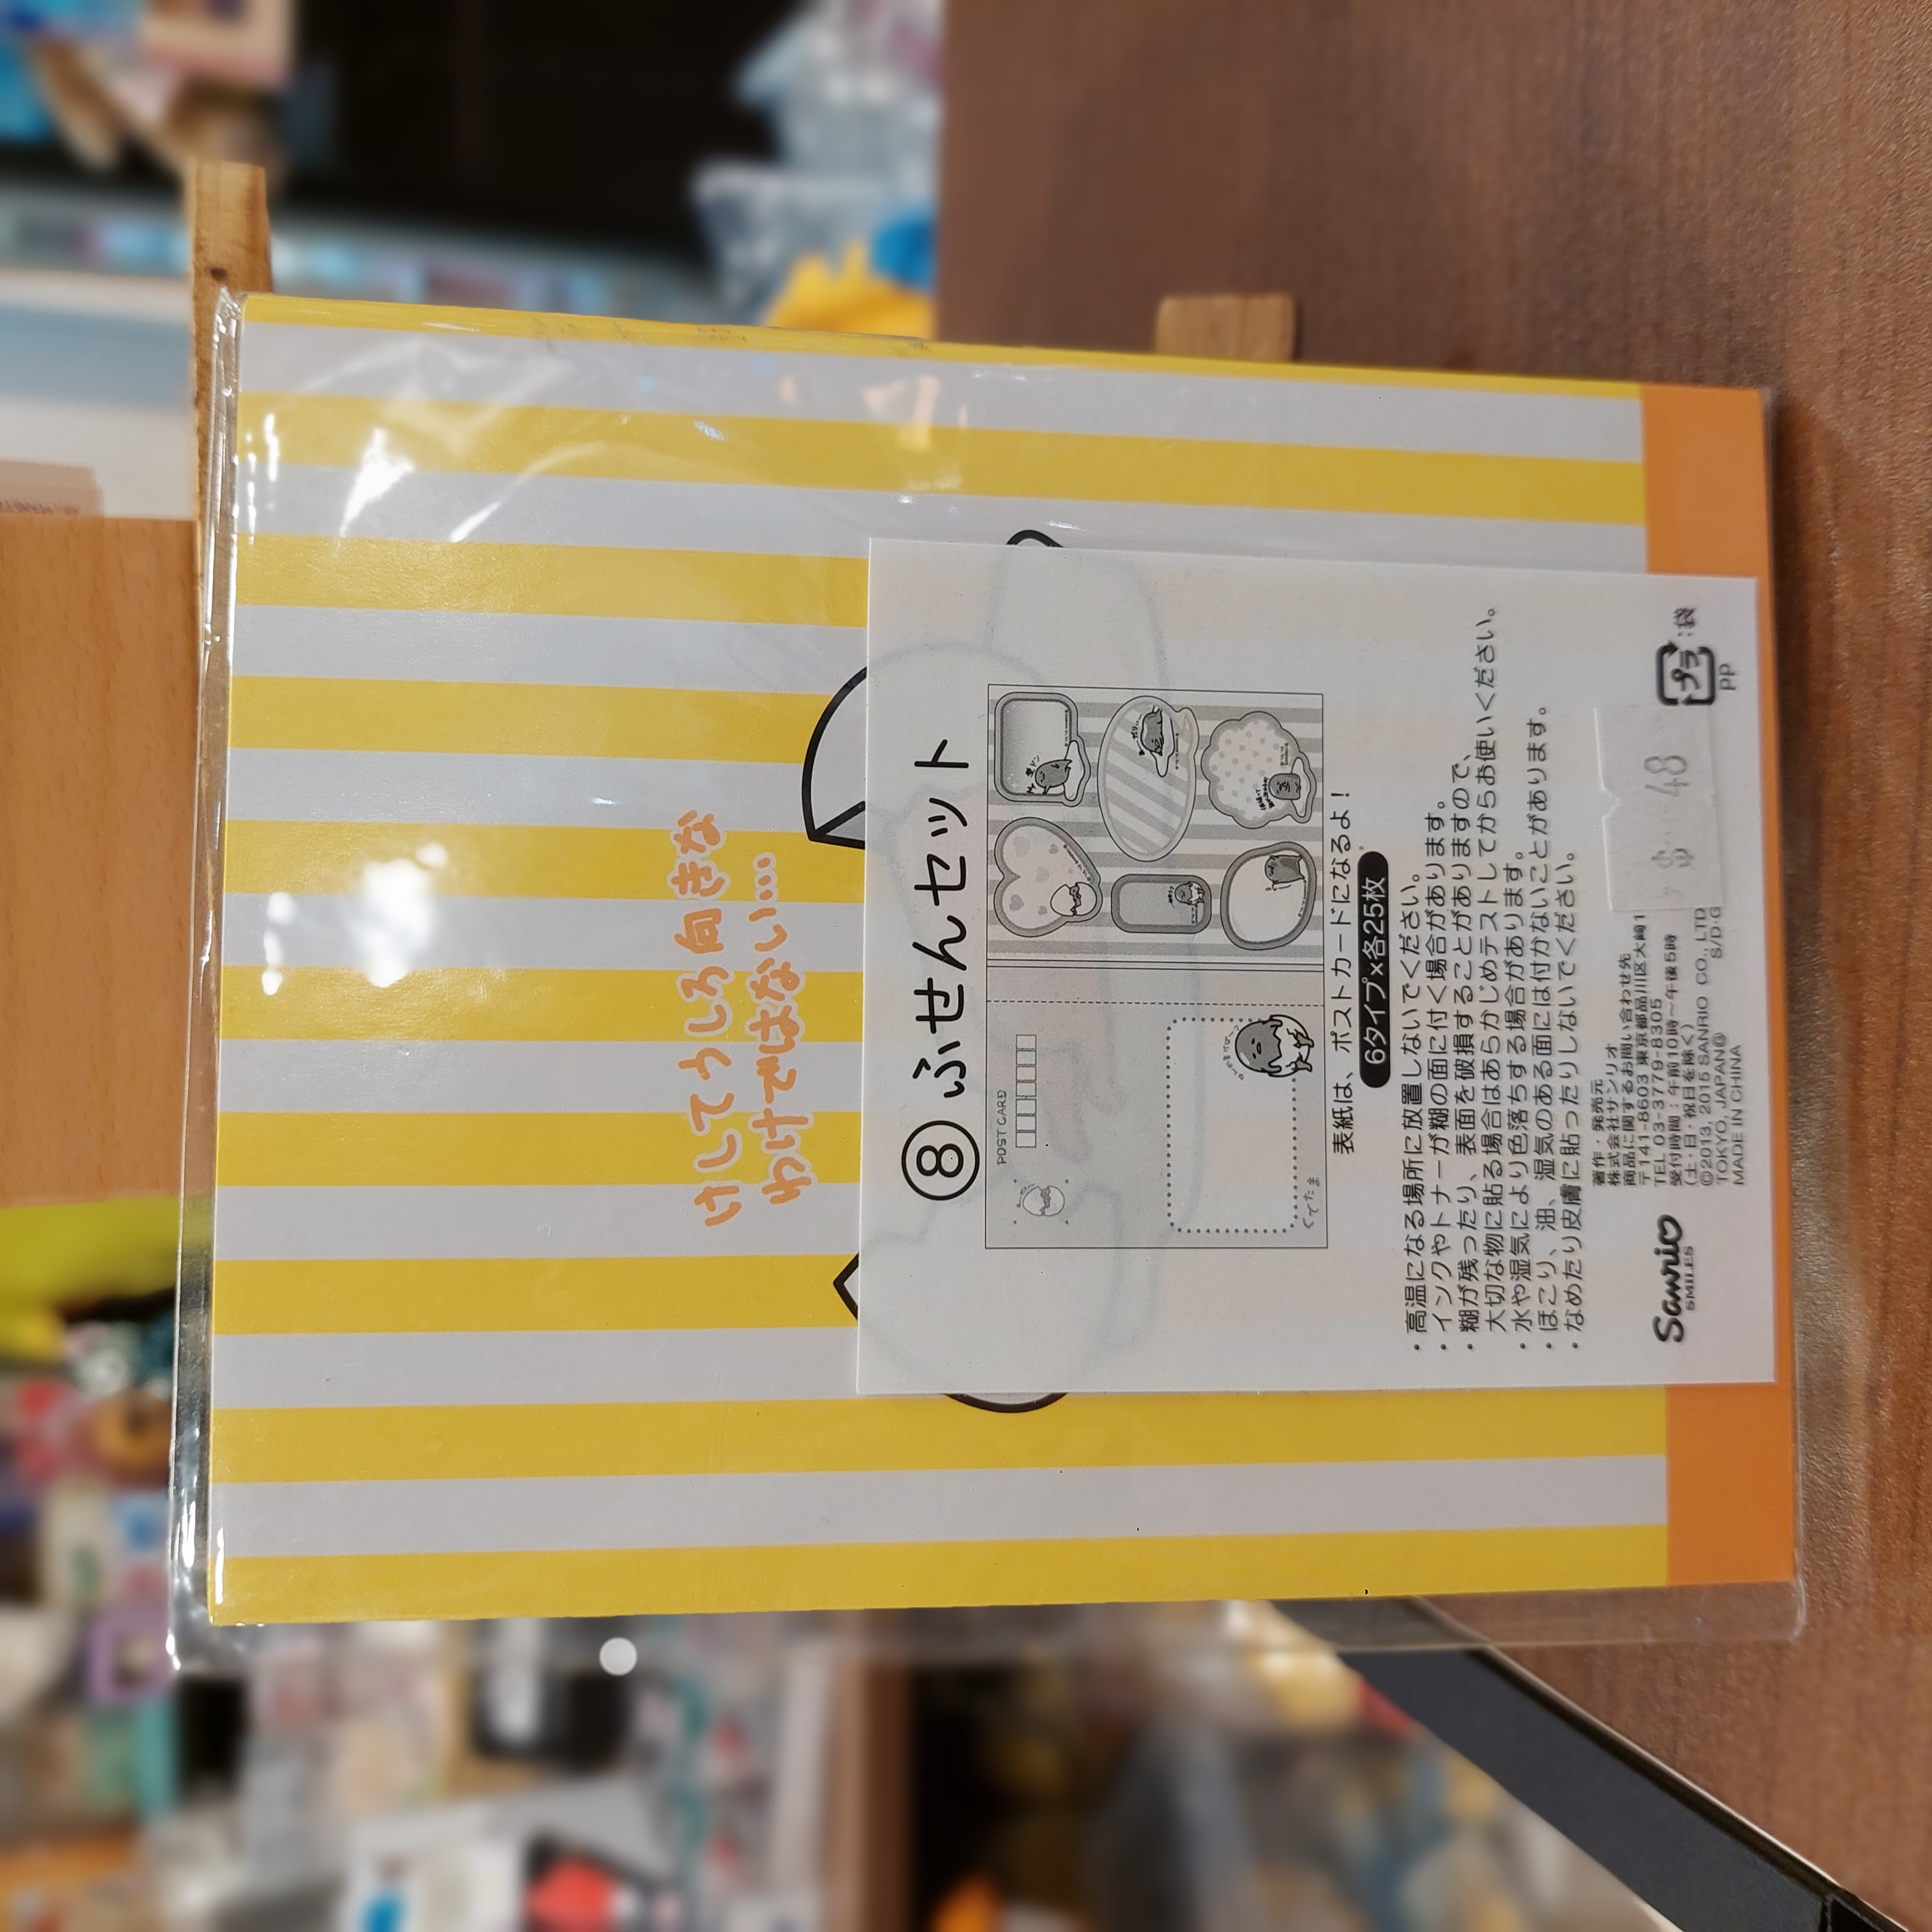 けしてうしろ向きな
わけではない…
⑧ふせんセット
POST CARD
ぐでたま
表紙は、ポストカードになるよ！
6タイプ×各25枚
・高温になる場所に放置しないでください。
・インクやトナーが糊の面に付く場合があります。
・糊が残ったり、表面を破損することがありますので、
大切な物に貼る場合はあらかじめテストしてからお使いください。
・水や湿気により色落ちする場合があります。
・ほこり、油、湿気のある面には付かないことがあります。
・なめたり皮膚に貼ったりしないでください。
Sanrio
SMILES
著作・発売元
株式会社サンリオ
商品に関するお問い合わせ先
〒141-8603 東京都品川区大崎1
TEL 03-3779-8305
受付時間：午前10時～午後5時
(土・日・祝日を除く)
©2013, 2015 SANRIO CO., LTD
TOKYO, JAPAN Ⓛ
S/D·G
MADE IN CHINA
$ 48
プラ
:袋
PP